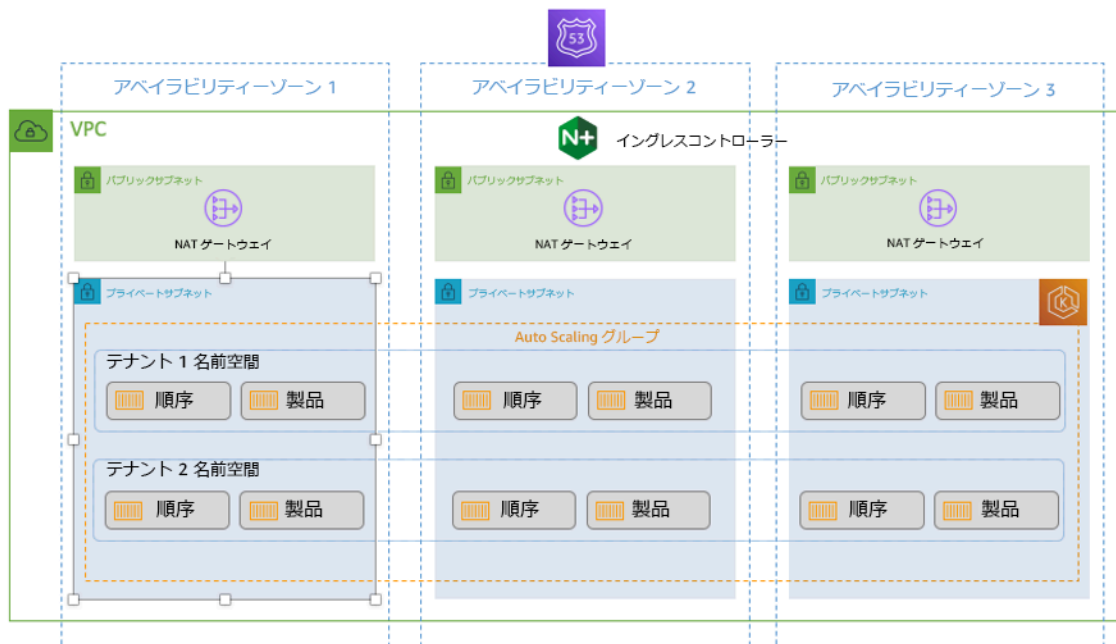 53
アベイラビリティーゾーン 1
アベイラビリティーゾーン 2
アベイラビリティーゾーン 3
VPC
N+
イングレスコントローラー
パブリックサブネット
パブリックサブネット
パブリックサブネット
NAT ゲートウェイ
NAT ゲートウェイ
NAT ゲートウェイ
プライベートサブネット
プライベートサブネット
プライベートサブネット
K
Auto Scaling グループ
テナント 1 名前空間
順序
製品
順序
製品
順序
製品
テナント 2 名前空間
順序
製品
順序
製品
順序
製品